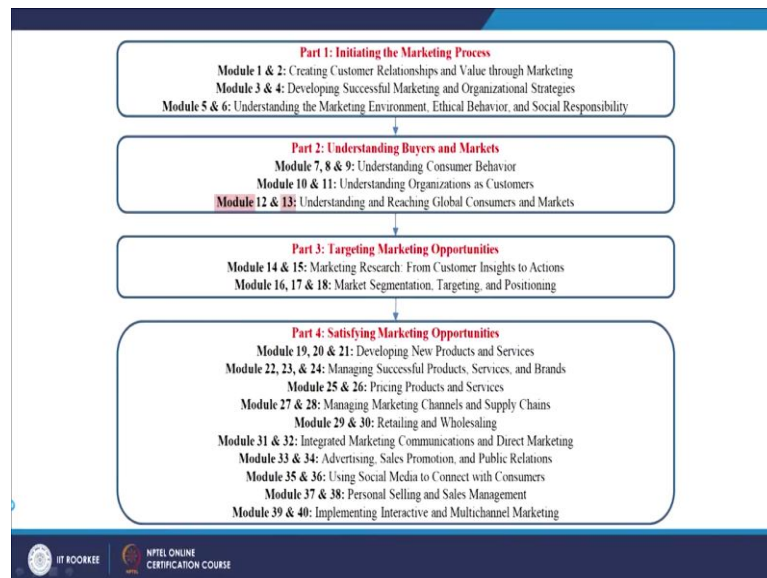 Part 1: Initiating the Marketing Process
Module 1 & 2: Creating Customer Relationships and Value through Marketing
Module 3 & 4: Developing Successful Marketing and Organizational Strategies
Module 5 & 6: Understanding the Marketing Environment, Ethical Behavior, and Social Responsibility
Part 2: Understanding Buyers and Markets
Module 7, 8 & 9: Understanding Consumer Behavior
Module 10 & 11: Understanding Organizations as Customers
Module 12 & 13: Understanding and Reaching Global Consumers and Markets
Part 3: Targeting Marketing Opportunities
Module 14 & 15: Marketing Research: From Customer Insights to Actions
Module 16, 17 & 18: Market Segmentation, Targeting, and Positioning
Part 4: Satisfying Marketing Opportunities
Module 19, 20 & 21: Developing New Products and Services
Module 22, 23, & 24: Managing Successful Products, Services, and Brands
Module 25 & 26: Pricing Products and Services
Module 27 & 28: Managing Marketing Channels and Supply Chains
Module 29 & 30: Retailing and Wholesaling
Module 31 & 32: Integrated Marketing Communications and Direct Marketing
Module 33 & 34: Advertising, Sales Promotion, and Public Relations
Module 35 & 36: Using Social Media to Connect with Consumers
Module 37 & 38: Personal Selling and Sales Management
Module 39 & 40: Implementing Interactive and Multichannel Marketing
IIT ROORKEE
NPTEL ONLINE
CERTIFICATION COURSE